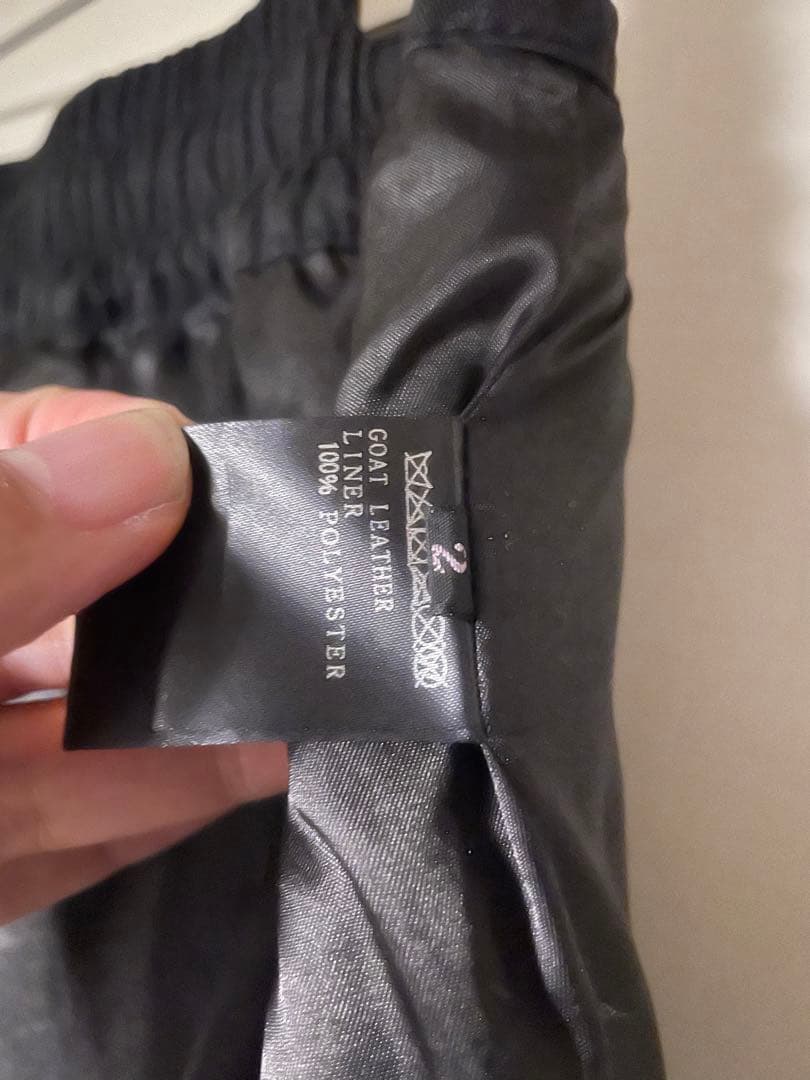 2
GOAT LEATHER
LINER
100% POLYESTER